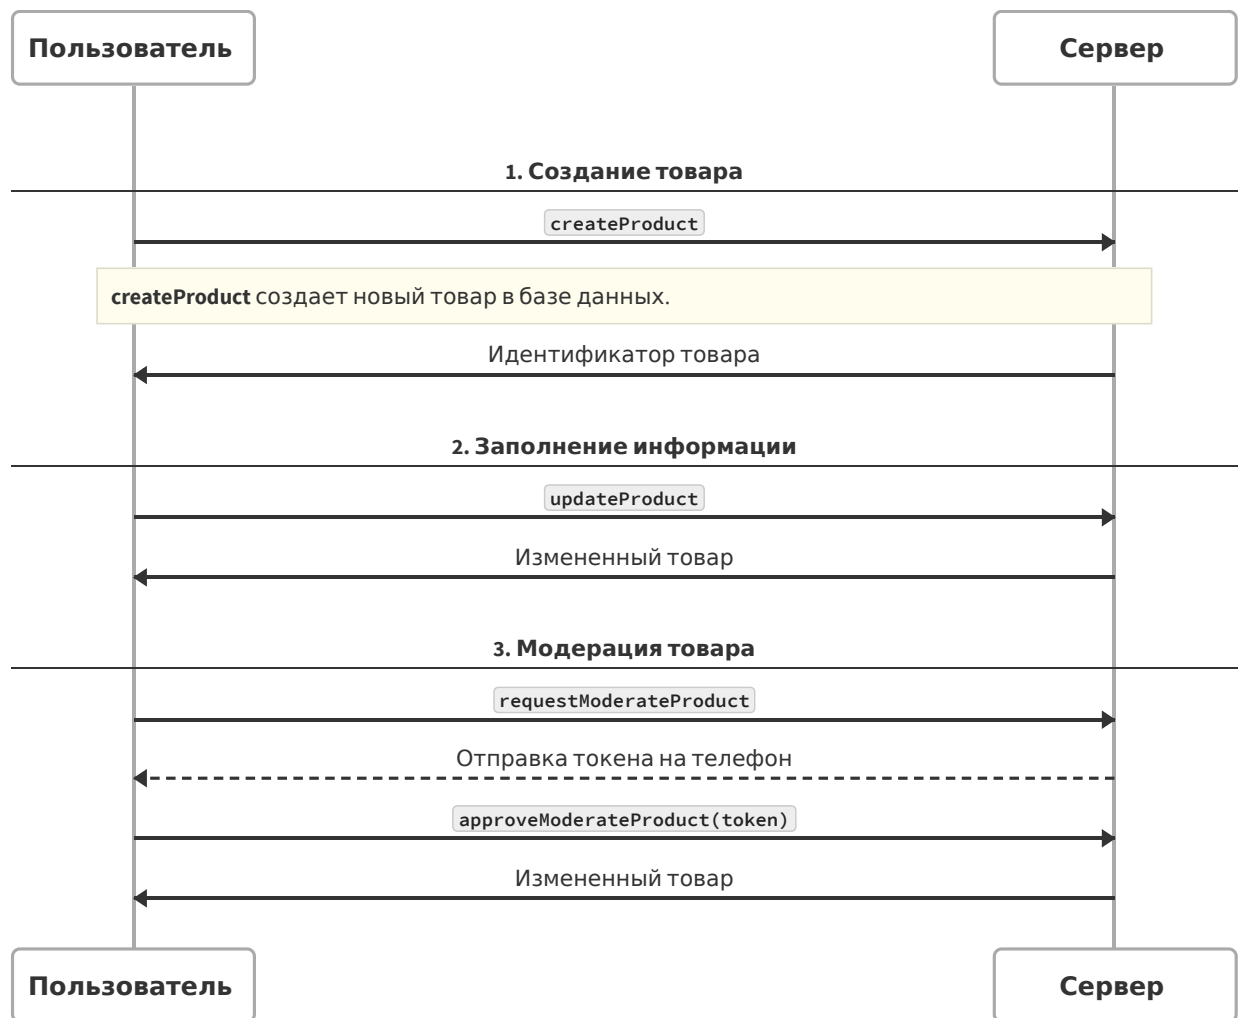 Пользователь
Сервер
1. Создание товара
createProduct
createProduct создает новый товар в базе данных.
Идентификатор товара
2. Заполнение информации
updateProduct
Измененный товар
3. Модерация товара
requestModerateProduct
Отправка токена на телефон
approveModerateProduct(token)
Измененный товар
Пользователь
Сервер